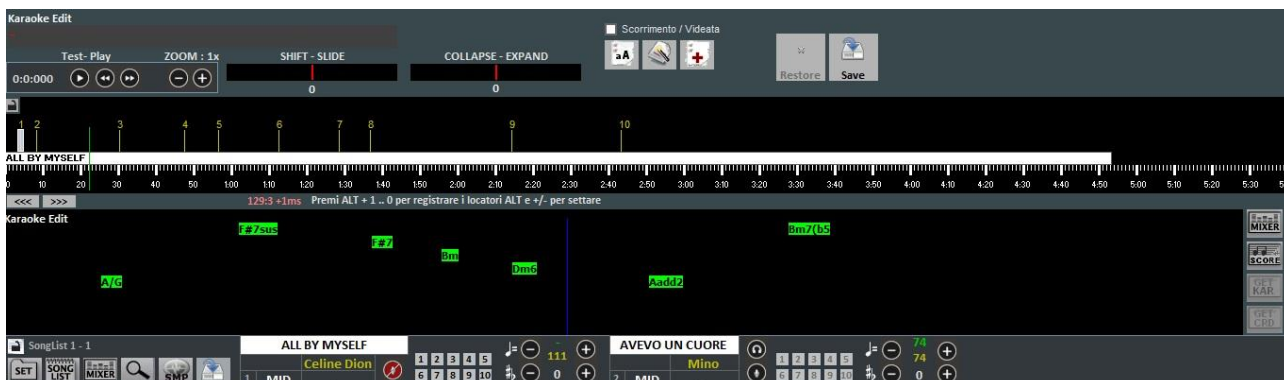 Karaoke Edit
Scorrimento / Videata
Test- Play ZOOM : 1x SHIFT - SLIDE COLLAPSE - EXPAND
aA
0:0:000 0 0 Restore Save
1 2 3 4 5 6 7 8 9 10
ALL BY MYSELF
0 10 20 30 40 50 1:00 1:10 1:20 1:30 1:40 1:50 2:00 2:10 2:20 2:30 2:40 2:50 3:00 3:10 3:20 3:30 3:40 3:50 4:00 4:10 4:20 4:30 4:40 4:50 5:00 5:10 5:20 5:30
<<< >>> 129:3 +1ms Premi ALT + 1 .. 0 per registrare i locatori ALT e +/- per settare
Karaoke Edit
F#7sus Bm7(b5 MIXER
F#7
Bm SCORE
Dm6
A/G Aadd2 GET KAR
GET CRD
SongList 1 - 1 ALL BY MYSELF AVEVO UN CUORE 74
Celine Dion 1 2 3 4 5 111 Mino 1 2 3 4 5 74
SET SONG LIST MIXER SMP 1 MID 6 7 8 9 10 0 2 MID 6 7 8 9 10 0